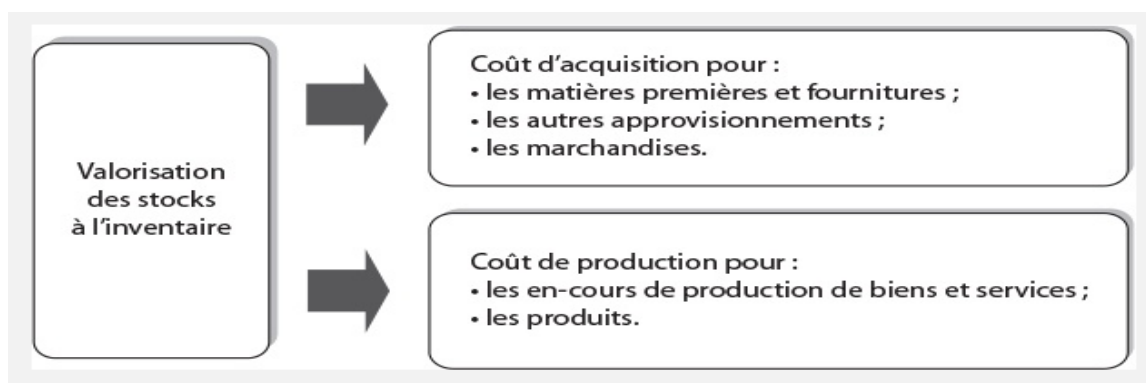 Valorisation
des stocks
à l'inventaire
Coût d'acquisition pour :
• les matières premières et fournitures ;
• les autres approvisionnements ;
• les marchandises.
Coût de production pour :
• les en-cours de production de biens et services ;
• les produits.